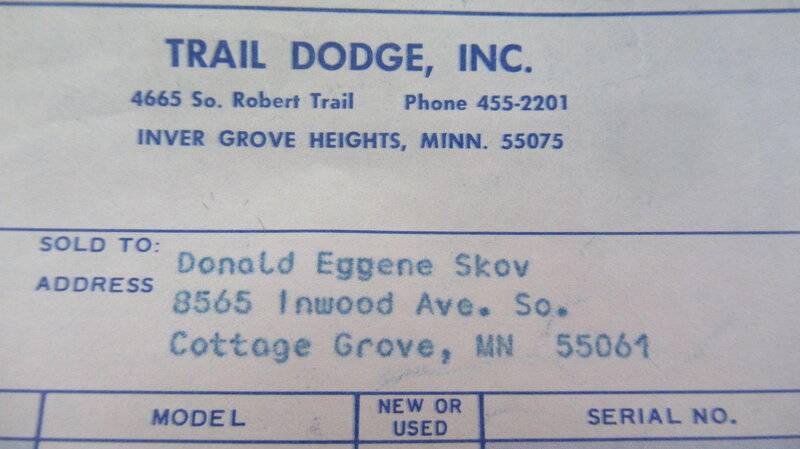 TRAIL DODGE, INC.
4665 So. Robert Trail Phone 455-2201
INVER GROVE HEIGHTS, MINN. 55075
SOLD TO: Donald Eggene Skov
ADDRESS 8565 Inwood Ave. So.
Cottage Grove, MN 55061
MODEL NEW OR USED SERIAL NO.